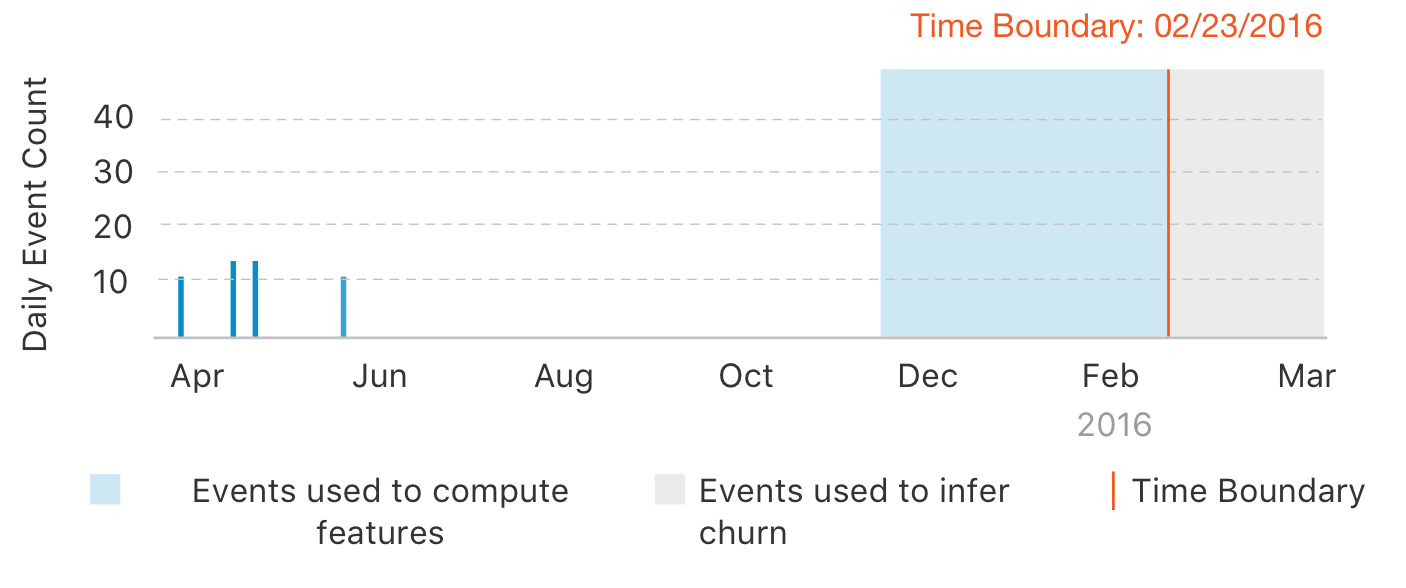 Time Boundary: 02/23/2016
Daily Event Count
40
30
20
10
Apr Jun Aug Oct Dec Feb Mar
2016
Events used to compute
features
Events used to infer
churn
Time Boundary